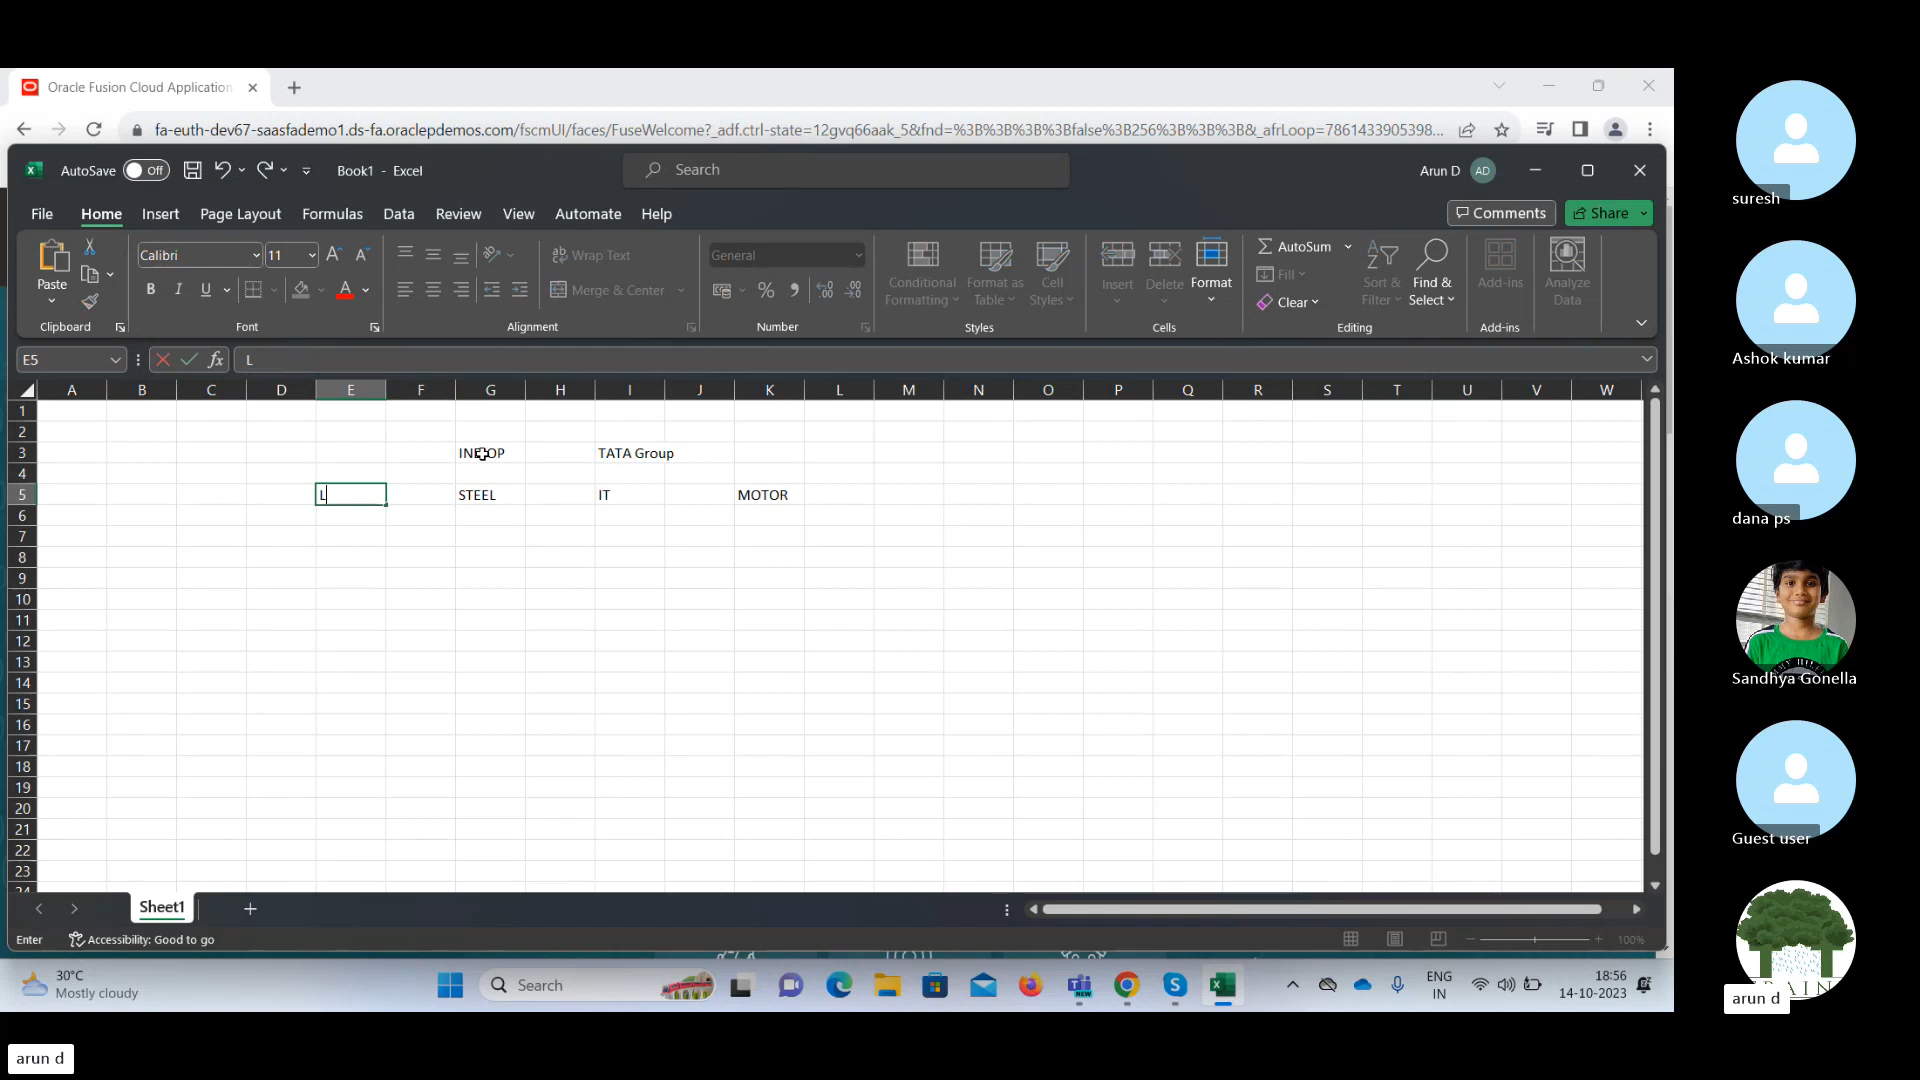 Oracle Fusion Cloud Application
fa-euth-dev67-saasfademo1.ds-fa.oraclepdemos.com/fscmUI/faces/FuseWelcome?_adf.ctrl-state=12gvq66aak_5&fnd=%3B%3B%3B%3Bfalse%3B256%3B%3B%3B&_afrLoop=7861433905398...
AutoSave Off Book1 - Excel Search Arun D AD
File Home Insert Page Layout Formulas Data Review View Automate Help Comments Share
Paste Calibri 11 Wrap Text General Conditional Formatting Format as Table Cell Styles Insert Delete Format AutoSum Fill Clear Sort & Filter Find & Select Add-ins Analyze Data
B I U A Merge & Center % 
Clipboard Font Alignment Number Styles Cells Editing Add-ins
E5 fx L
A B C D E F G H I J K L M N O P Q R S T U V W
1
2
3 TATA Group
4
5 L STEEL IT MOTOR
6
7
8
9
10
11
12
13
14
15
16
17
18
19
20
21
22
23
24
Sheet1
Enter Accessibility: Good to go 100%
30°C
Mostly cloudy
Search
NEW
ENG
IN
18:56
14-10-2023
suresh
Ashok kumar
dana ps
Sandhya Gonella
Guest user
arun d
arun d